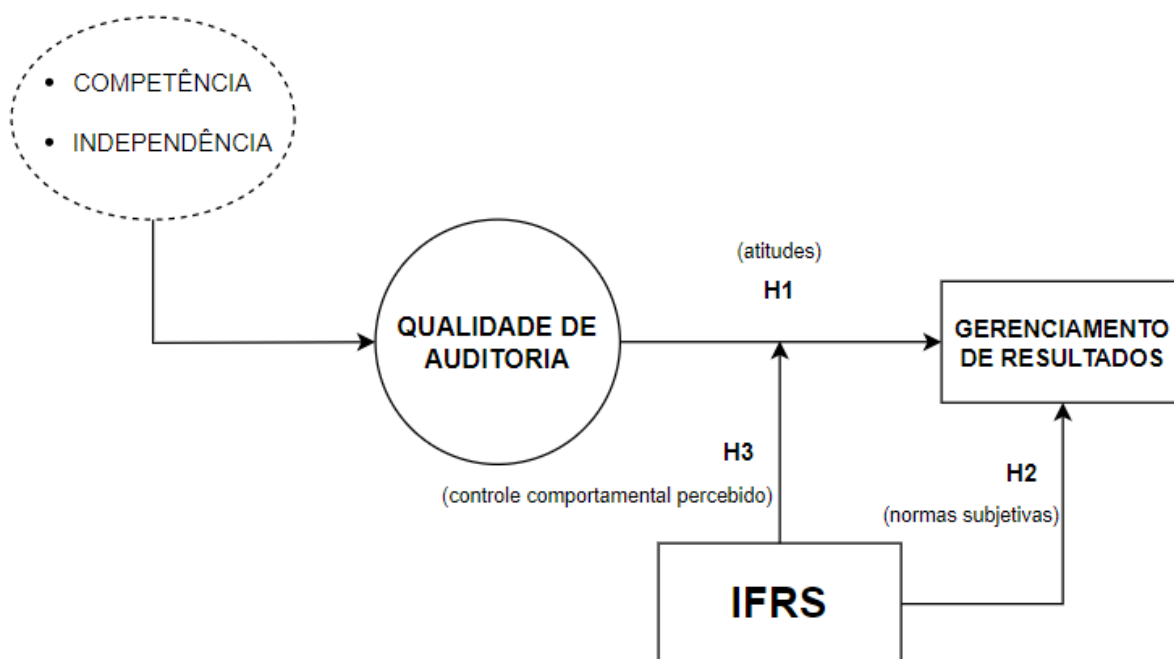 • COMPETÊNCIA
• INDEPENDÊNCIA
QUALIDADE DE
AUDITORIA
(atitudes)
H1
GERENCIAMENTO
DE RESULTADOS
H3
(controle comportamental percebido)
H2
(normas subjetivas)
IFRS